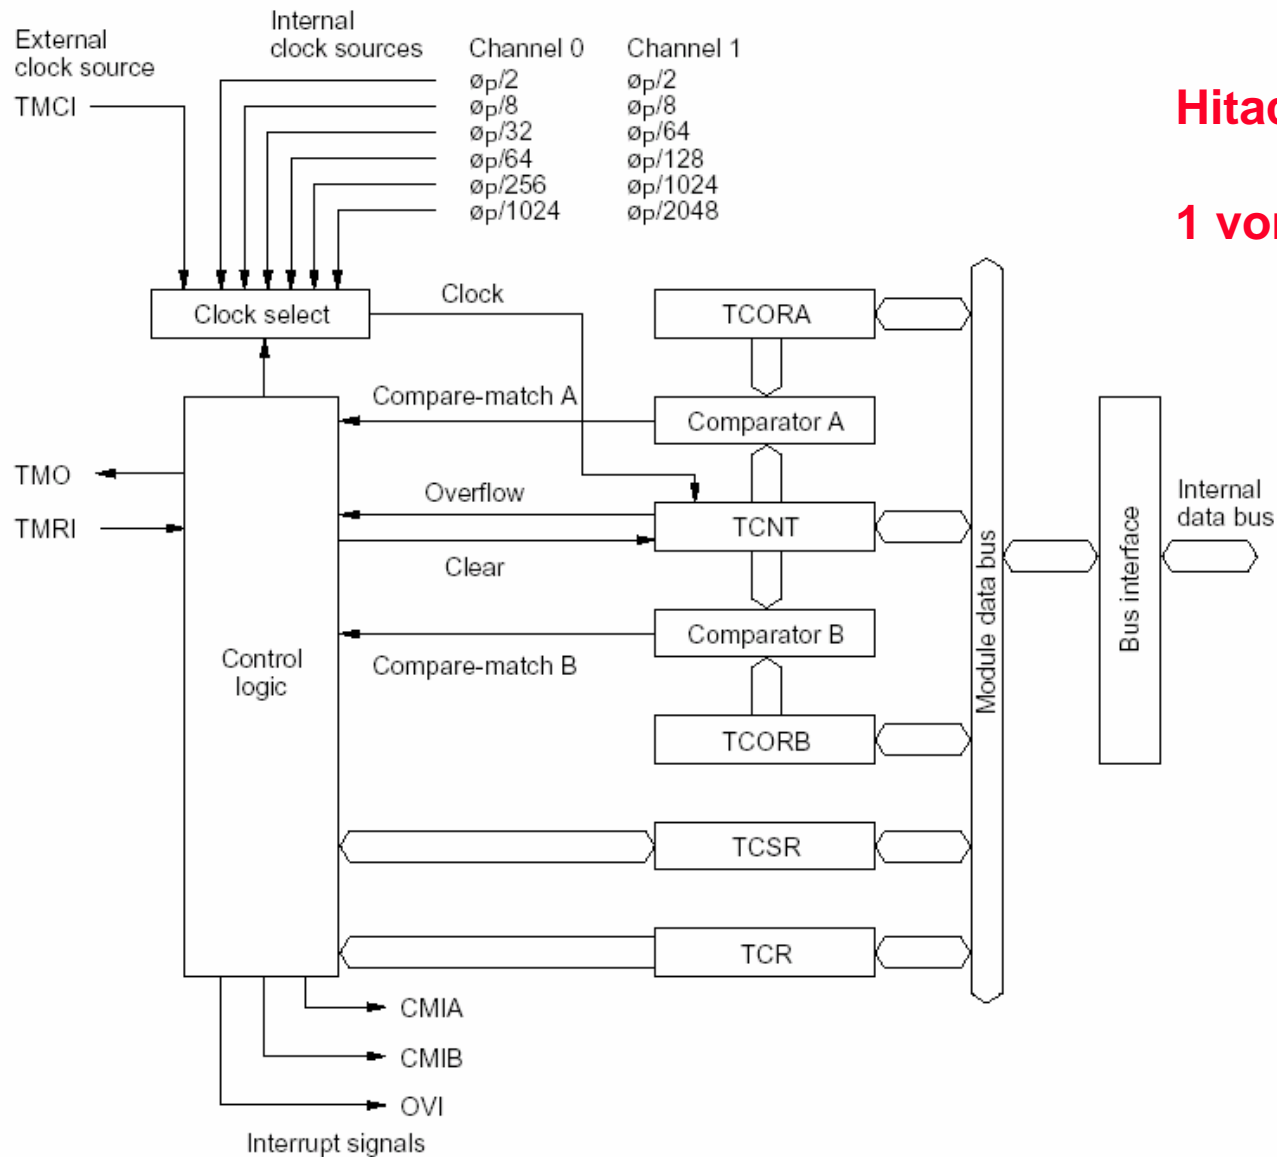 External
clock source
TMCI
Internal
clock sources
Channel 0 Channel 1
øP/2 øP/2
øP/8 øP/8
øP/32 øP/64
øP/64 øP/128
øP/256 øP/1024
øP/1024 øP/2048
1
Clock select
Clock
TCORA
Compare-match A
Comparator A
TMO
TMRI
Overflow
TCNT
Clear
Comparator B
Compare-match B
Control
logic
TCORB
TCSR
TCR
Module data bus
Bus interface
Internal
data bus
CMIA
CMIB
OVI
Interrupt signals